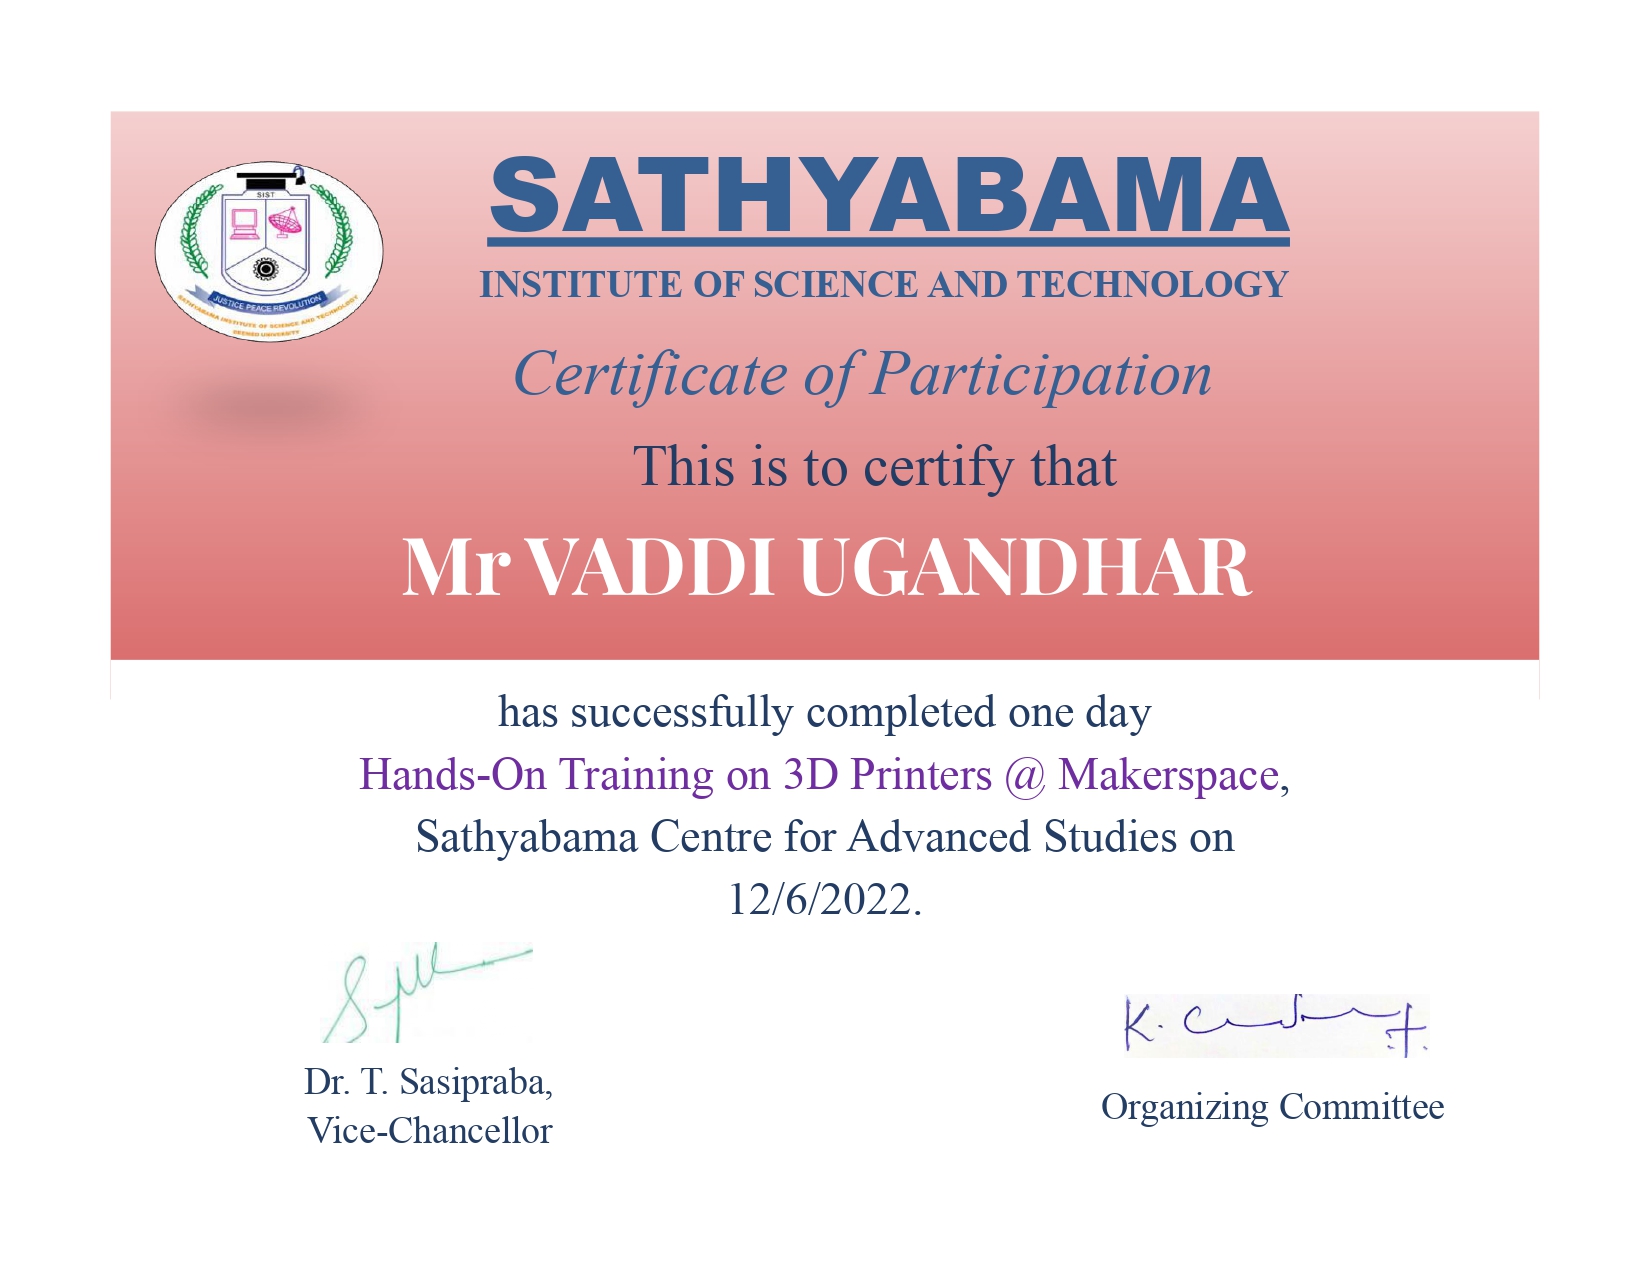 SIST
JUSTICE PEACE REVOLUTION
SATHYABAMA INSTITUTE OF SCIENCE AND TECHNOLOGY
DEEMED UNIVERSITY
SATHYABAMA
INSTITUTE OF SCIENCE AND TECHNOLOGY
Certificate of Participation
This is to certify that
Mr VADDI UGANDHAR
has successfully completed one day
Hands-On Training on 3D Printers @ Makerspace,
Sathyabama Centre for Advanced Studies on
12/6/2022.
Dr. T. Sasipraba,
Vice-Chancellor
K.
Organizing Committee